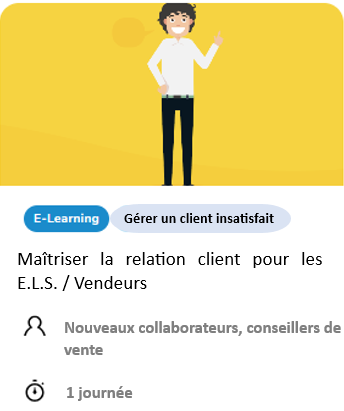 E-Learning Gérer un client insatisfait
Maîtriser la relation client pour les
E.L.S. / Vendeurs
Nouveaux collaborateurs, conseillers de
vente
1 journée